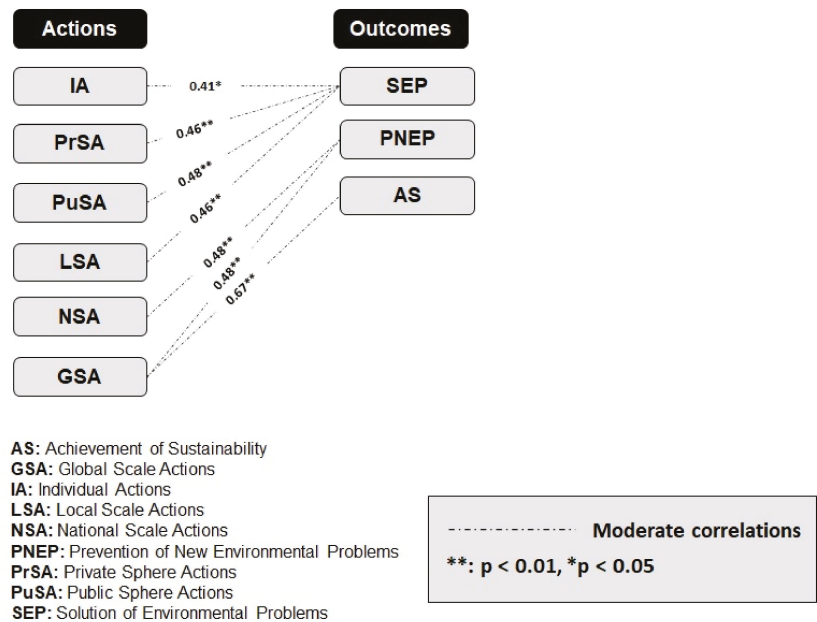 Actions
Outcomes
IA
0.41*
SEP
PrSA
0.46**
PNEP
PuSA
0.48**
AS
LSA
0.46**
NSA
0.48**
0.48**
0.67**
GSA
AS: Achievement of Sustainability
GSA: Global Scale Actions
IA: Individual Actions
LSA: Local Scale Actions
NSA: National Scale Actions
PNEP: Prevention of New Environmental Problems
PrSA: Private Sphere Actions
PuSA: Public Sphere Actions
SEP: Solution of Environmental Problems
Moderate correlations
**: p < 0.01, *p < 0.05